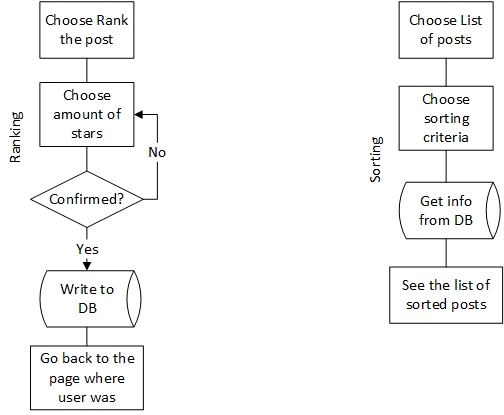 Choose Rank
the post
Choose
amount of
stars
No
Confirmed?
Yes
Write to
DB
Go back to the
page where
user was
Ranking
Choose List
of posts
Choose
sorting
criteria
Get info
from DB
See the list of
sorted posts
Sorting